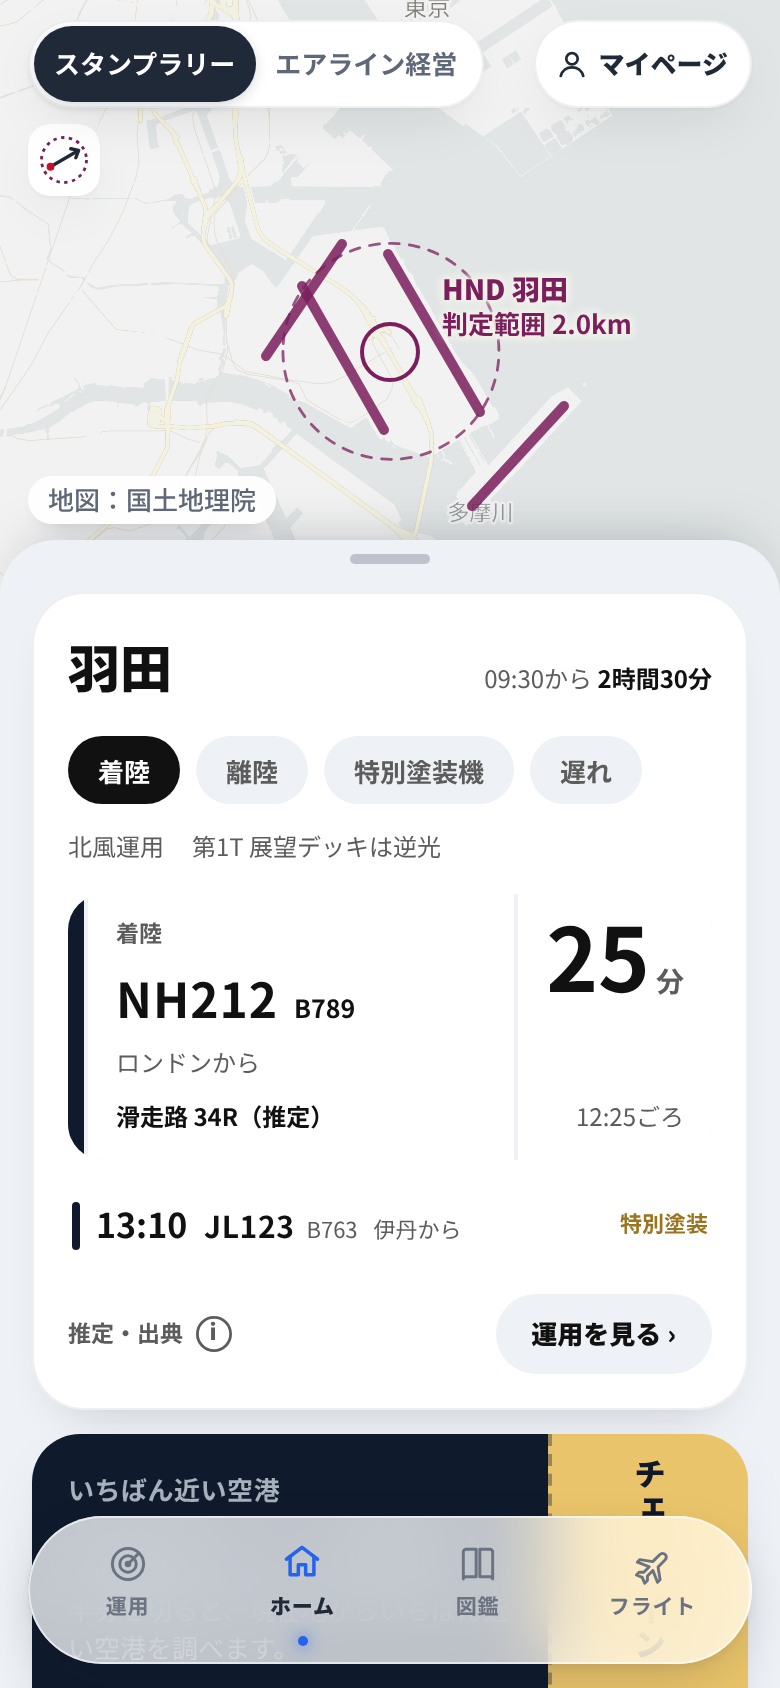 東京
スタンプラリー
エアライン経営
マイページ
HND 羽田
判定範囲 2.0km
多摩川
地図：国土地理院
羽田
09:30から 2時間30分
着陸
離陸
特別塗装機
遅れ
北風運用 第1T 展望デッキは逆光
着陸
25分
NH212 B789
ロンドンから
滑走路 34R（推定）
12:25ごろ
13:10 JL123 B763 伊丹から
特別塗装
推定・出典
運用を見る ›
いちばん近い空港
チェ
い空港を調べます。
ン
運用
ホーム
図鑑
フライト